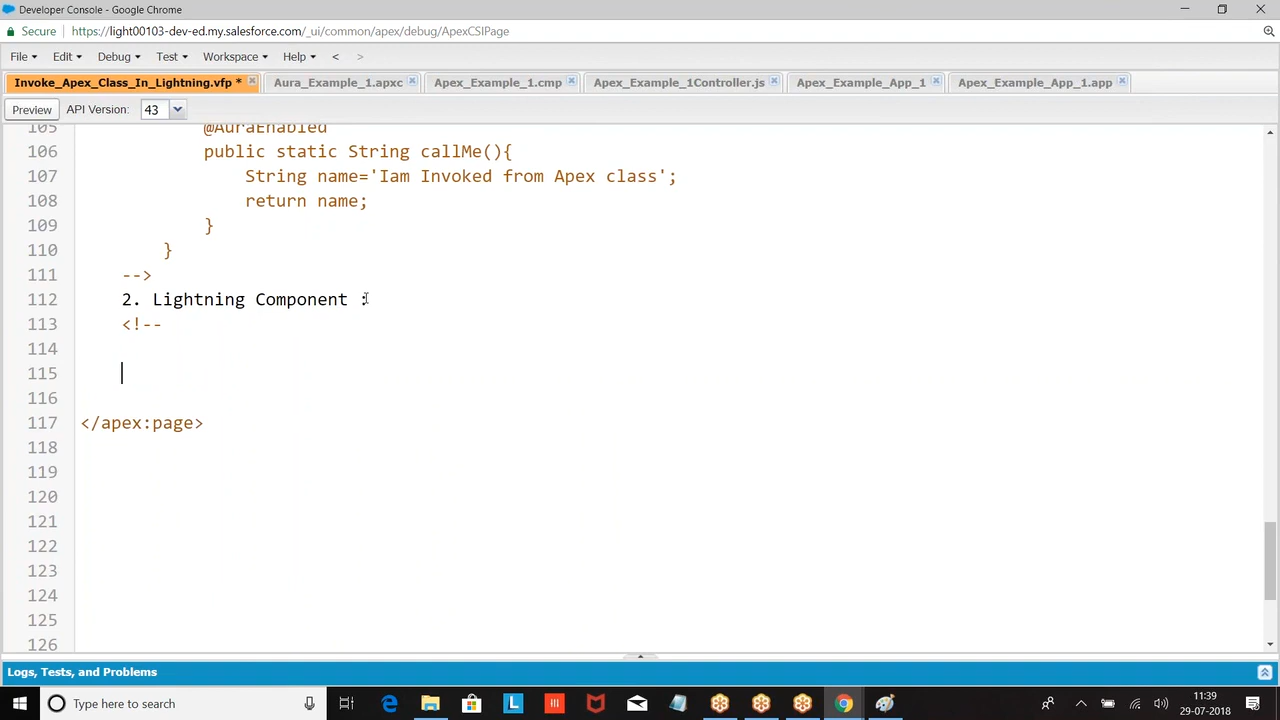 Developer Console - Google Chrome
Secure https://light00103-dev-ed.my.salesforce.com/_ui/common/apex/debug/ApexCSIPage
File Edit Debug Test Workspace Help < >
Invoke_Apex_Class_In_Lightning.vfp * Aura_Example_1.apxc Apex_Example_1.cmp Apex_Example_1Controller.js Apex_Example_App_1 Apex_Example_App_1.app
Preview API Version: 43
105 @AuraEnabled
106 public static String callMe(){
107 String name='Iam Invoked from Apex class';
108 return name;
109 }
110 }
111 -->
112 2. Lightning Component :
113 <!--
114
115
116
117 </apex:page>
118
119
120
121
122
123
124
125
126
Logs, Tests, and Problems
Type here to search
11:39
29-07-2018